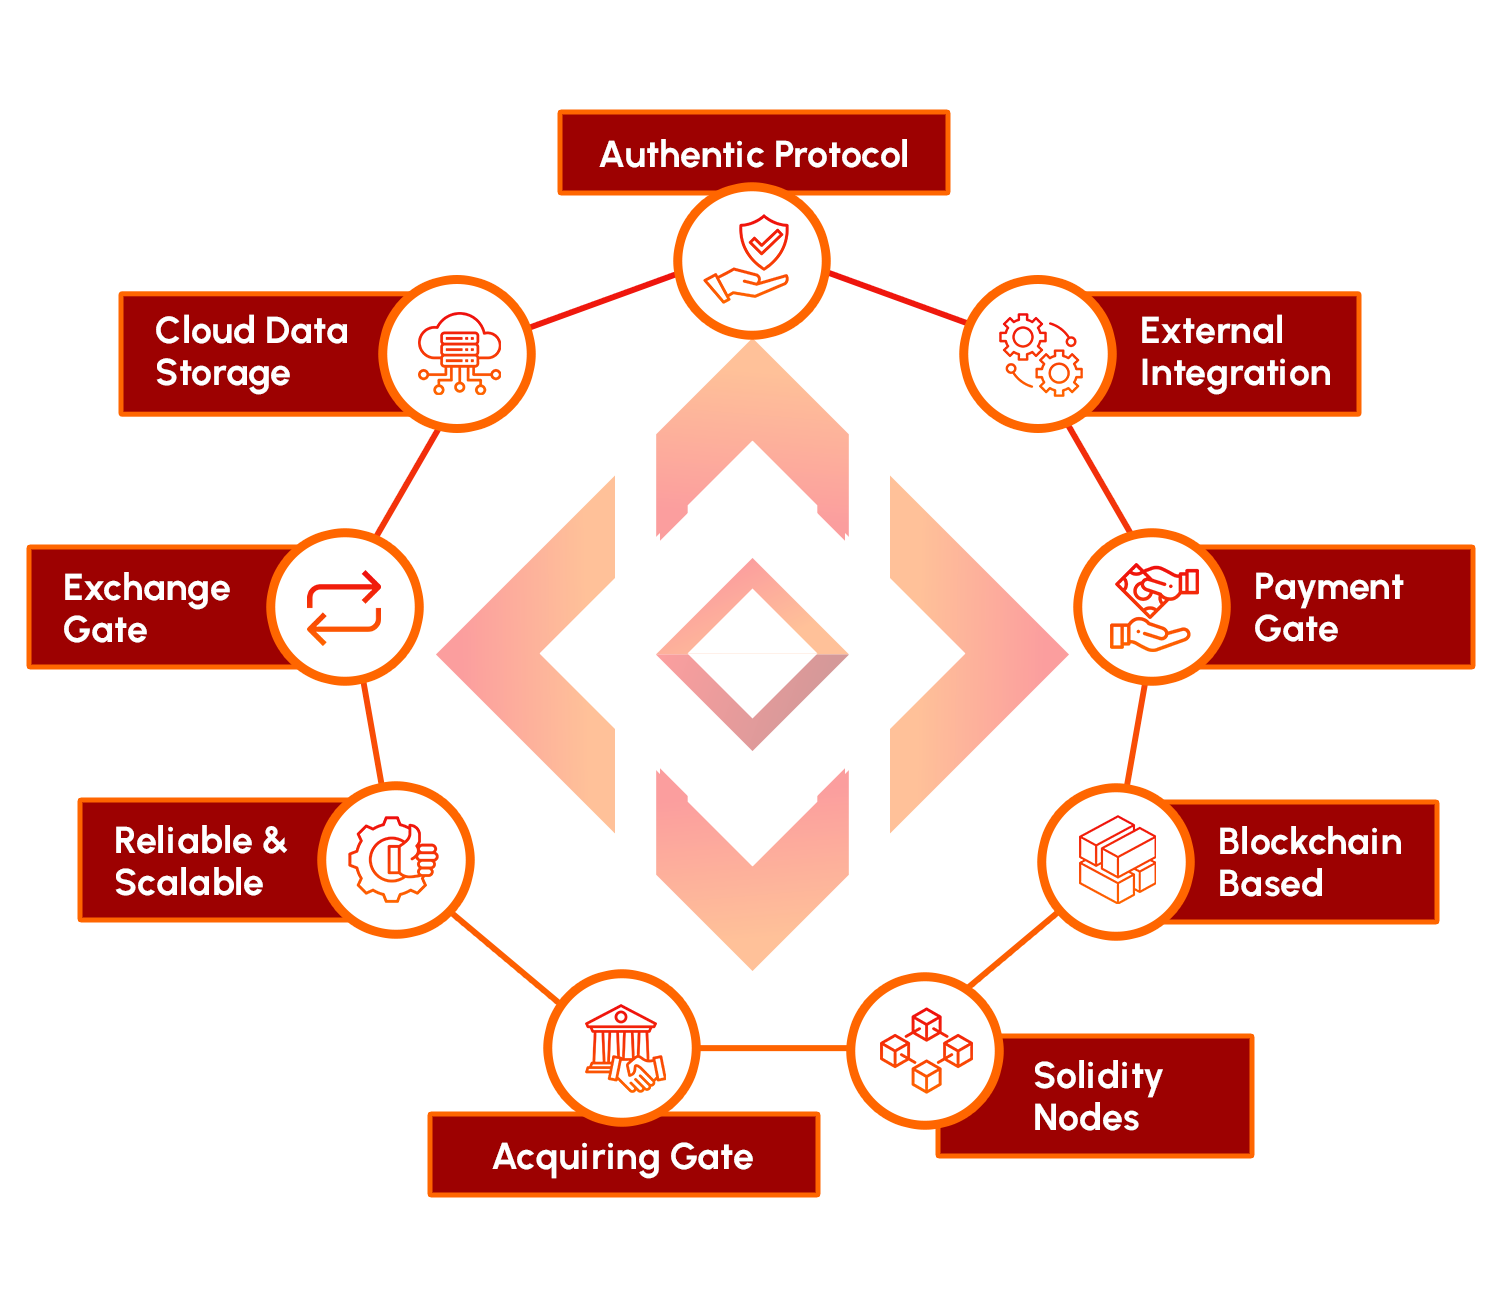 Authentic Protocol
Cloud Data
Storage
External
Integration
Exchange
Gate
Payment
Gate
Reliable &
Scalable
Blockchain
Based
Solidity
Nodes
Acquiring Gate